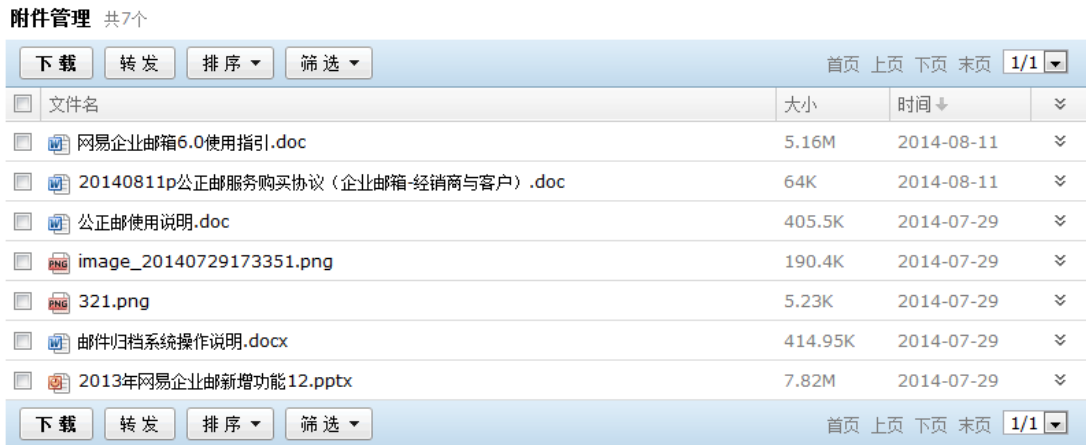 附件管理 共7个
下载 转发 排序 筛选 首页 上页 下页 末页 1/1
文件名 大小 时间
网易企业邮箱6.0使用指引.doc 5.16M 2014-08-11
20140811p公正邮服务购买协议（企业邮箱-经销商与客户）.doc 64K 2014-08-11
公正邮使用说明.doc 405.5K 2014-07-29
PNG image_20140729173351.png 190.4K 2014-07-29
PNG 321.png 5.23K 2014-07-29
邮件归档系统操作说明.docx 414.95K 2014-07-29
2013年网易企业邮新增功能12.pptx 7.82M 2014-07-29
下载 转发 排序 筛选 首页 上页 下页 末页 1/1